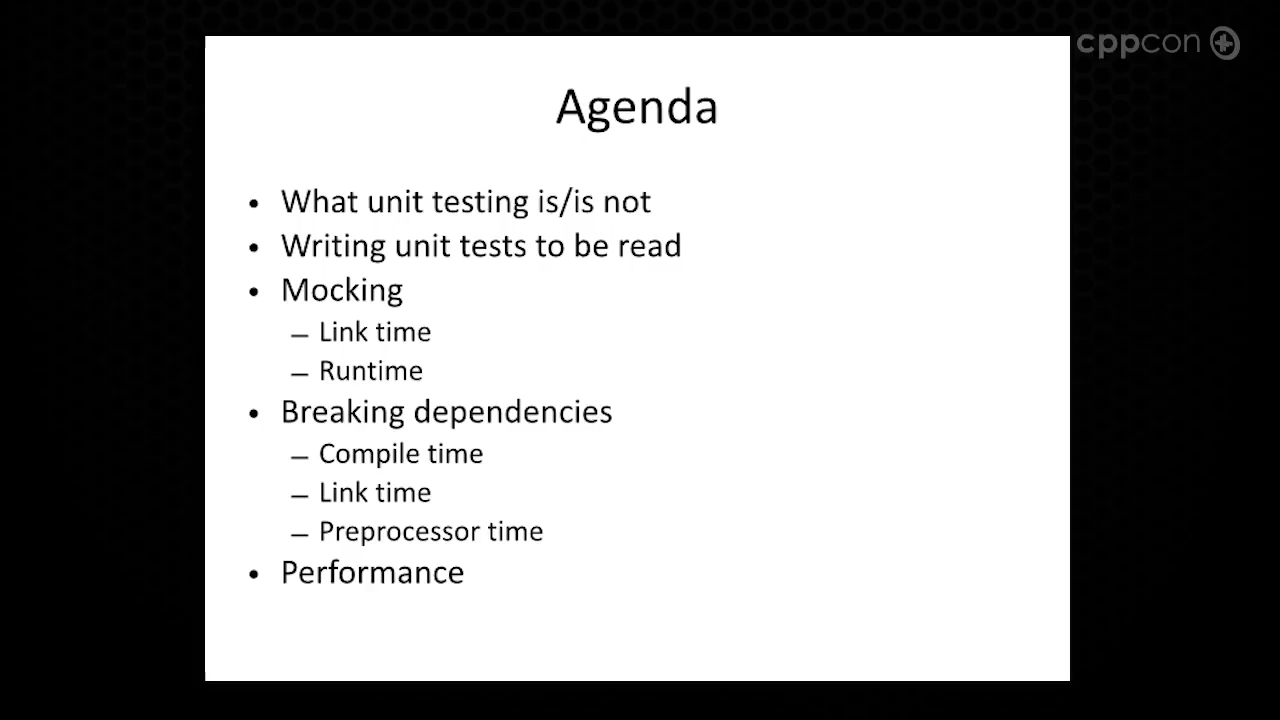 cppcon
Agenda
• What unit testing is/is not
• Writing unit tests to be read
• Mocking
– Link time
– Runtime
• Breaking dependencies
– Compile time
– Link time
– Preprocessor time
• Performance